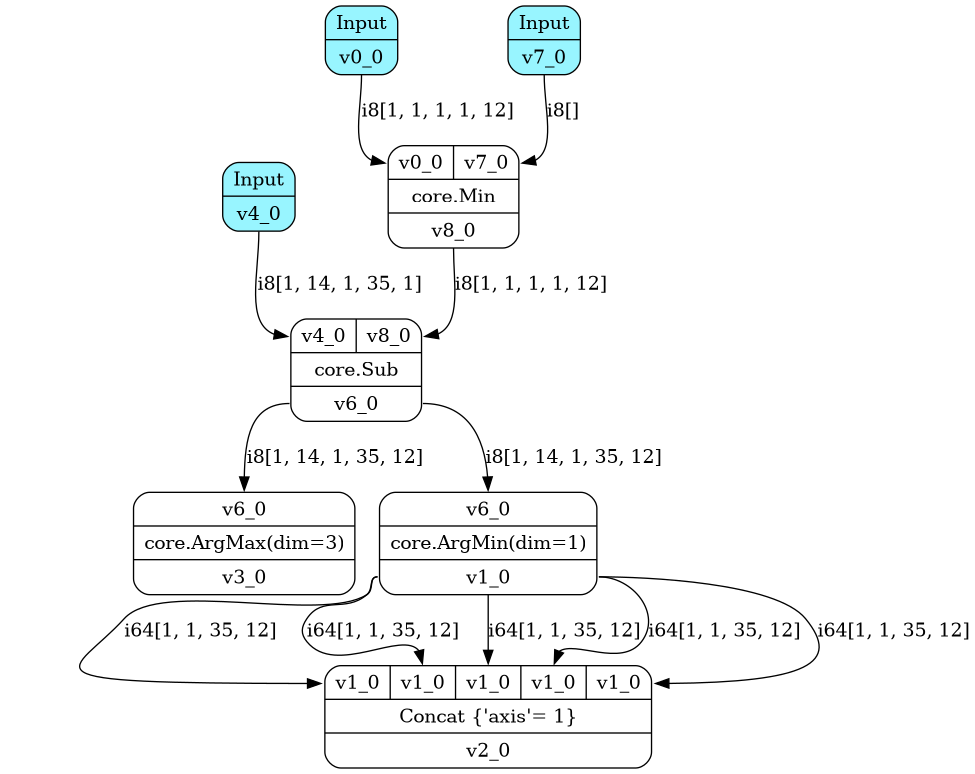 Input
v0_0
Input
v7_0
i8[1, 1, 1, 1, 12]
i8[]
v0_0 v7_0
core.Min
v8_0
Input
v4_0
i8[1, 14, 1, 35, 1]
i8[1, 1, 1, 1, 12]
v4_0 v8_0
core.Sub
v6_0
i8[1, 14, 1, 35, 12]
i8[1, 14, 1, 35, 12]
v6_0
core.ArgMax(dim=3)
v3_0
v6_0
core.ArgMin(dim=1)
v1_0
i64[1, 1, 35, 12]
i64[1, 1, 35, 12]
i64[1, 1, 35, 12]
i64[1, 1, 35, 12]
i64[1, 1, 35, 12]
v1_0 v1_0 v1_0 v1_0 v1_0
Concat {'axis'= 1}
v2_0